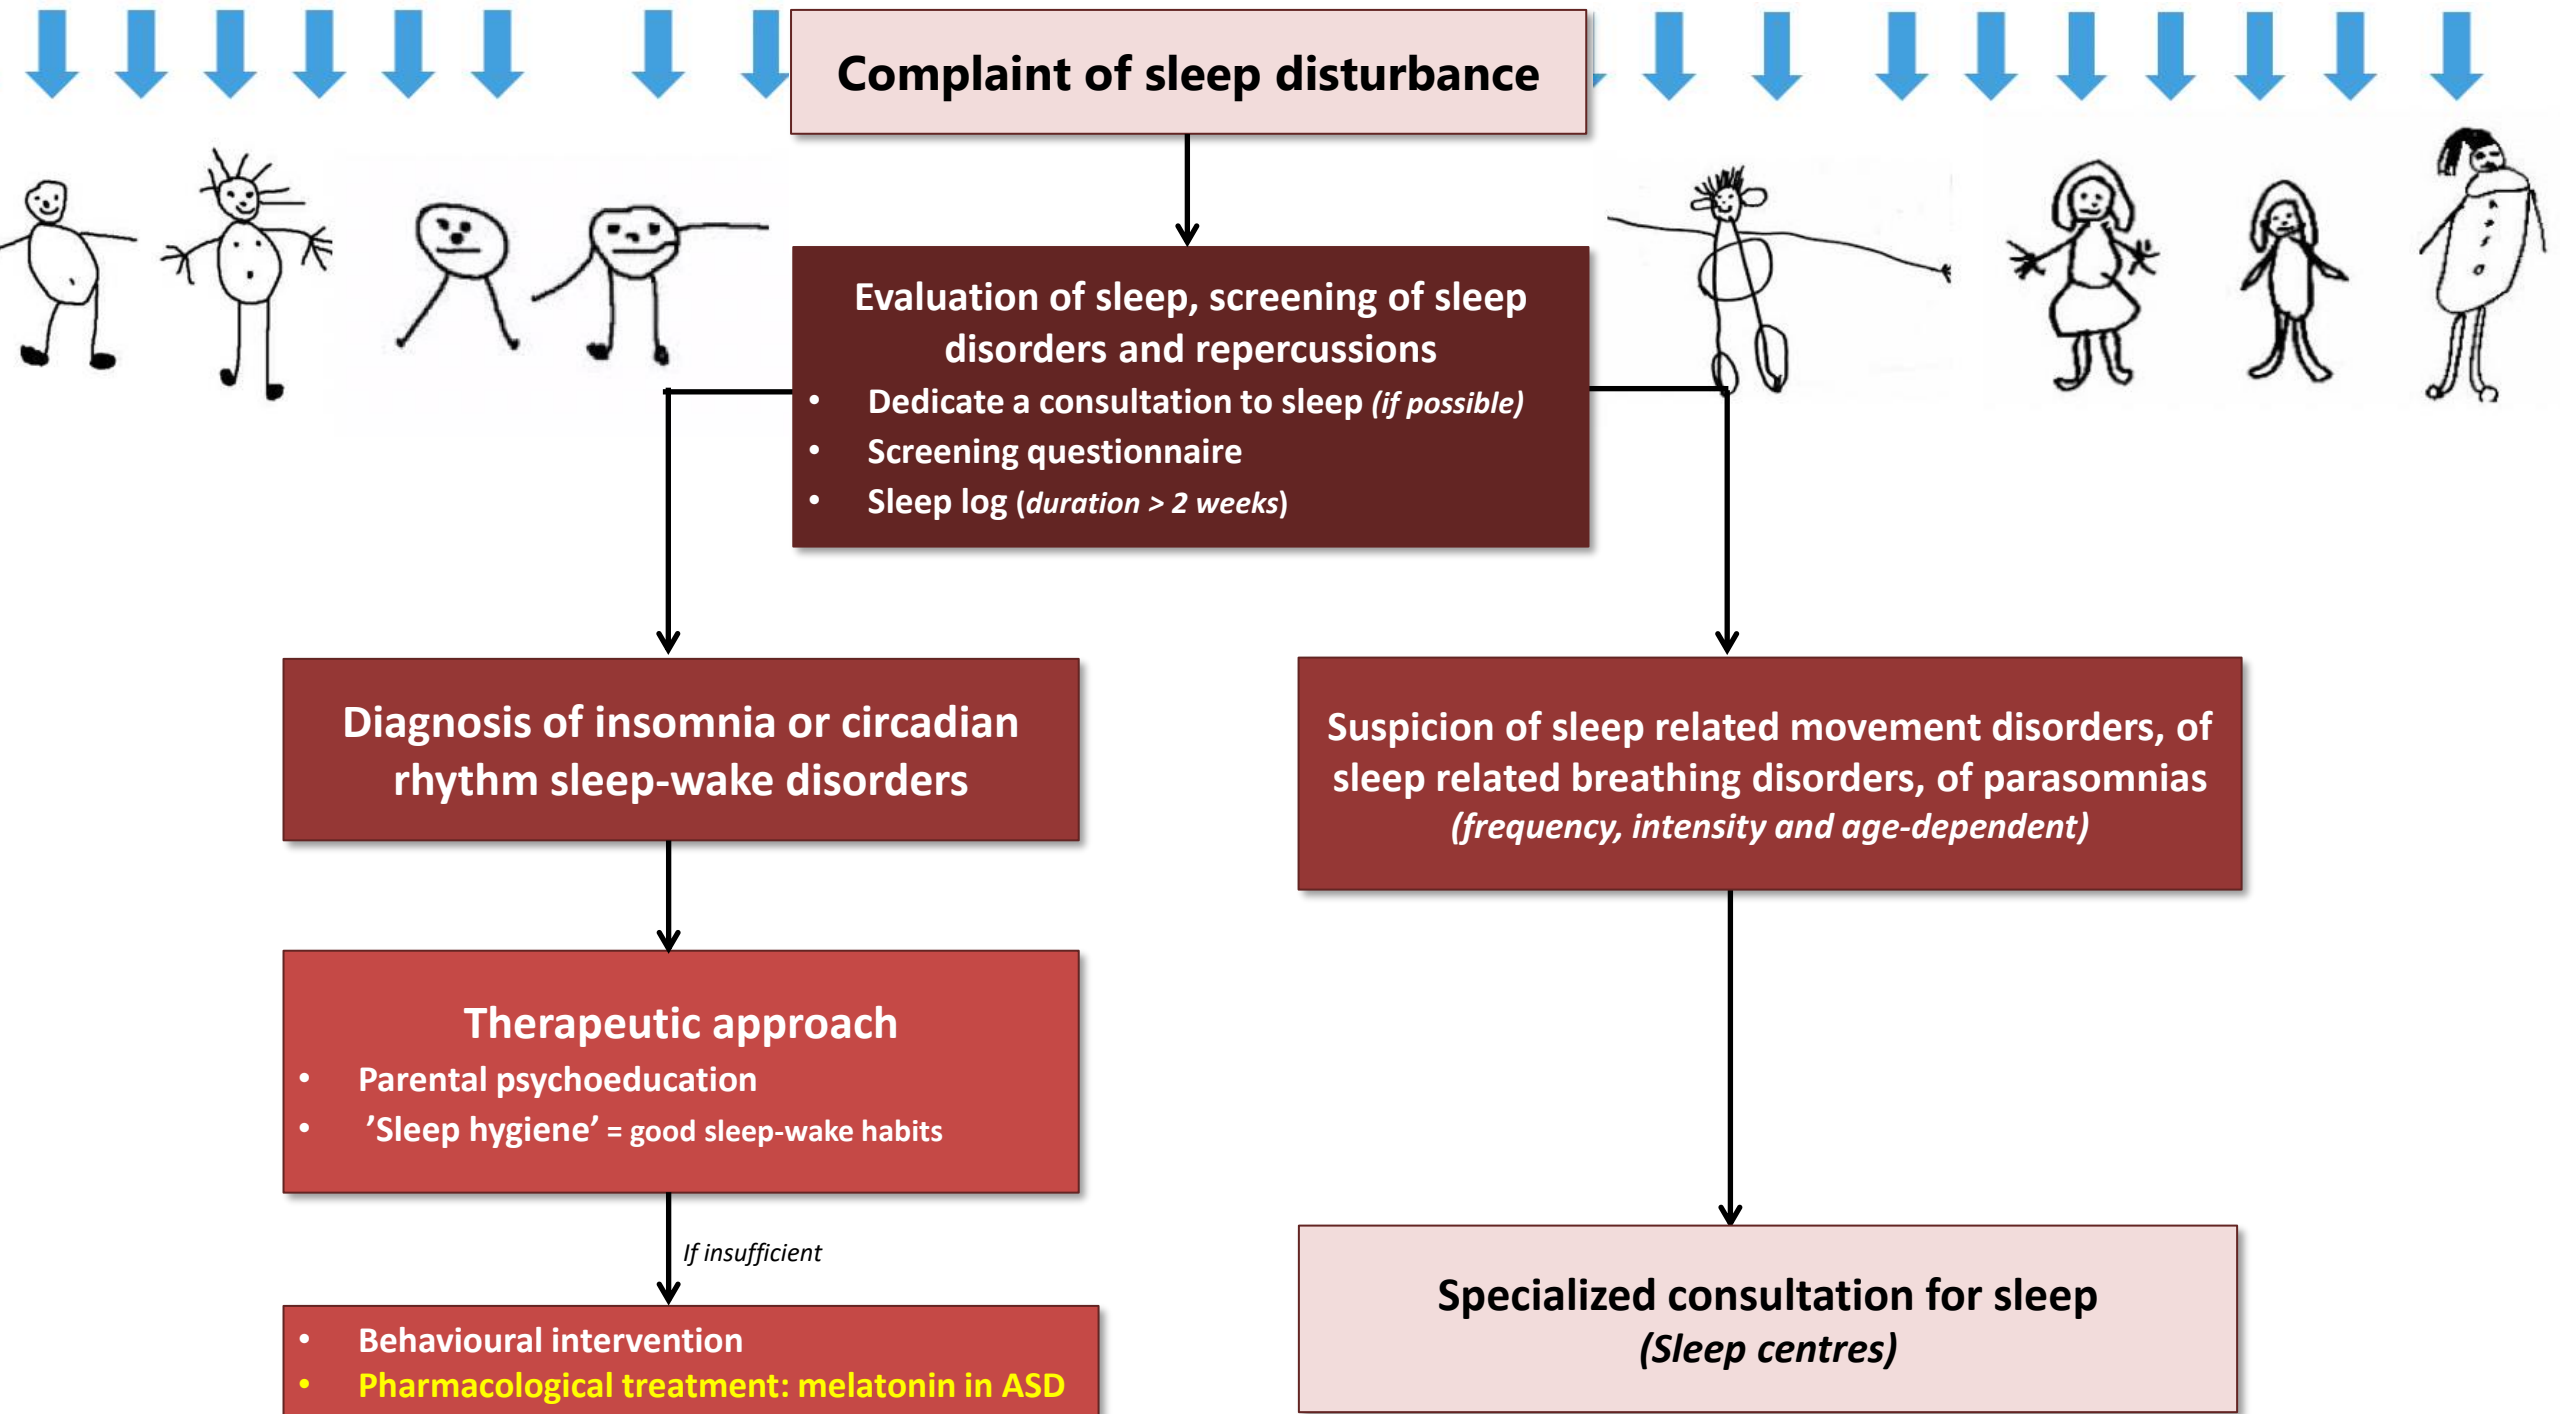 Complaint of sleep disturbance
Evaluation of sleep, screening of sleep
disorders and repercussions
• Dedicate a consultation to sleep (if possible)
• Screening questionnaire
• Sleep log (duration > 2 weeks)
Diagnosis of insomnia or circadian
rhythm sleep-wake disorders
Suspicion of sleep related movement disorders, of
sleep related breathing disorders, of parasomnias
(frequency, intensity and age-dependent)
Therapeutic approach
• Parental psychoeducation
• ’Sleep hygiene’ = good sleep-wake habits
If insufficient
• Behavioural intervention
• Pharmacological treatment: melatonin in ASD
Specialized consultation for sleep
(Sleep centres)